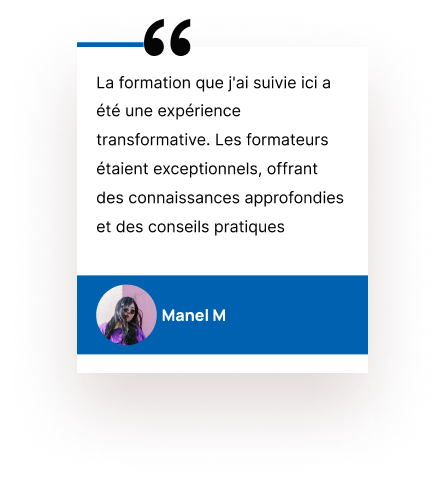 “
La formation que j'ai suivie ici a
été une expérience
transformative. Les formateurs
étaient exceptionnels, offrant
des connaissances approfondies
et des conseils pratiques
Manel M